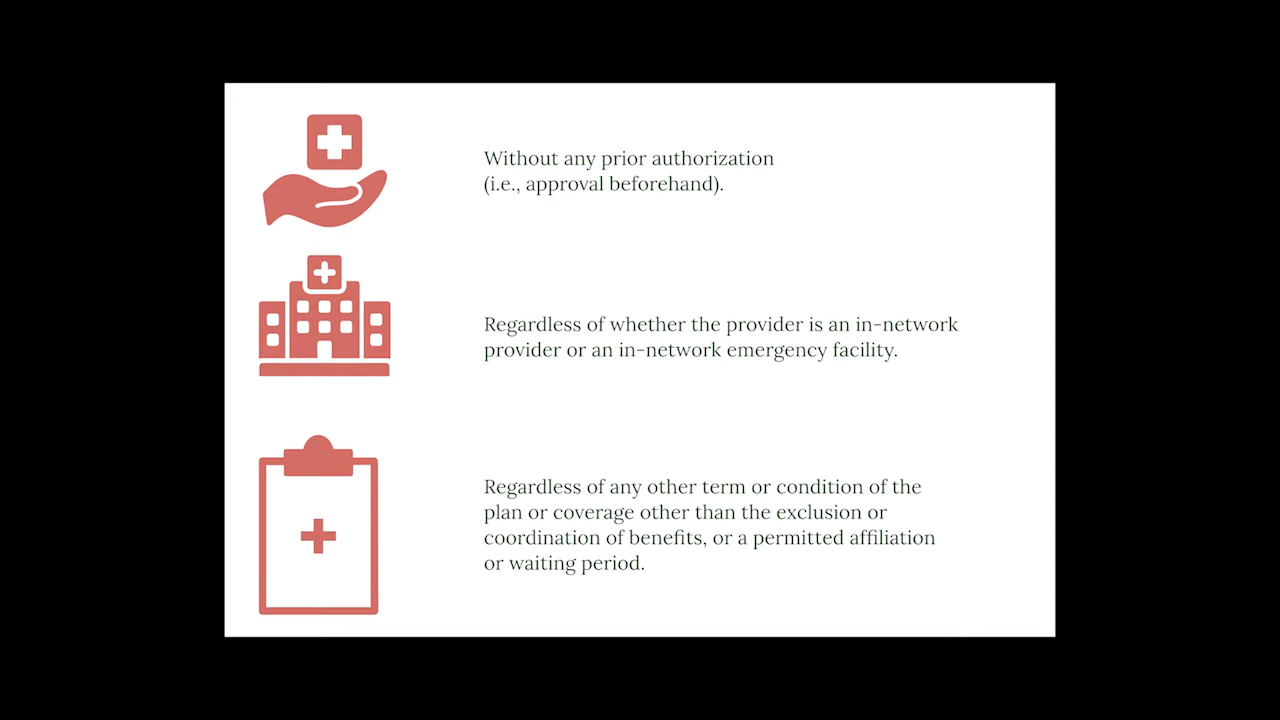 Without any prior authorization
(i.e., approval beforehand).
Regardless of whether the provider is an in-network
provider or an in-network emergency facility.
Regardless of any other term or condition of the
plan or coverage other than the exclusion or
coordination of benefits, or a permitted affiliation
or waiting period.